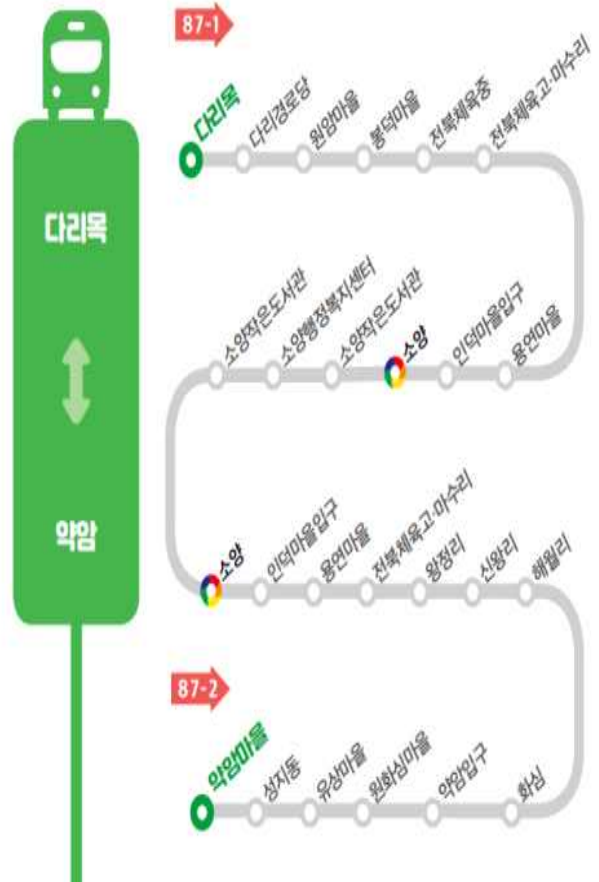 87-1
다리목
다리경로당
원암마을
봉덕마을
전북체육중
전북체육고·마수리
다리목
약암
소양작은도서관
소양행정복지센터
소양작은도서관
소양
인덕마을입구
용연마을
소양
인덕마을입구
용연마을
전북체육고·마수리
왕정리
신왕리
해월리
87-2
약암마을
성지동
유상마을
원화심마을
약암입구
화심